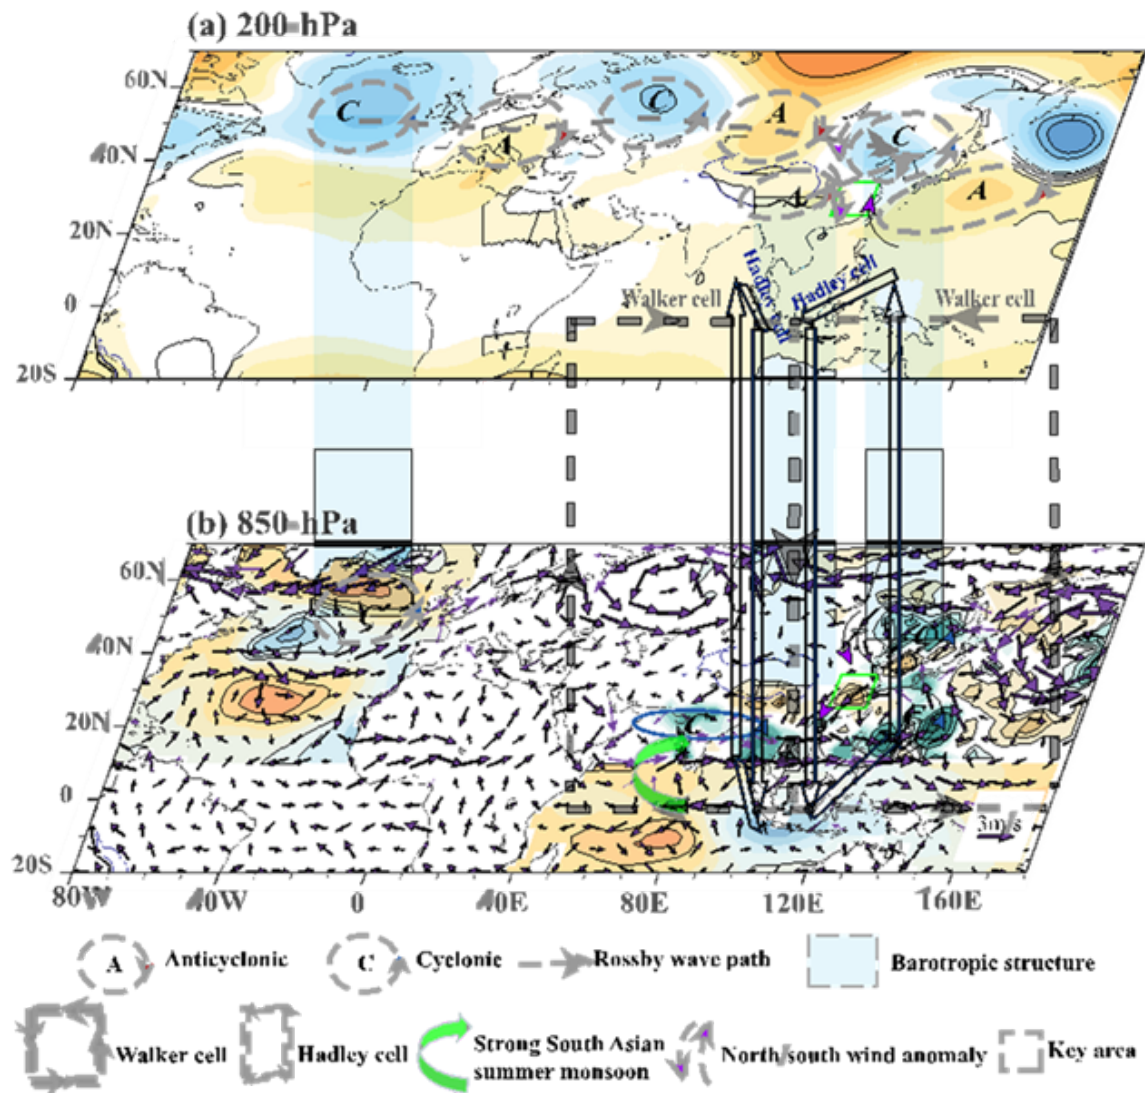 (a) 200-hPa
60N
40N
20N
0
20S
C
A
C
A
C
A
A
A
Hadley cell
Hadley cell
Walker cell
Walker cell
(b) 850-hPa
60N
40N
20N
0
20S
C
3m/s
80W
40W
0
40E
80E
120E
160E
A Anticyclonic
C Cyclonic
Rossby wave path
Barotropic structure
Walker cell
Hadley cell
Strong South Asian
summer monsoon
North/south wind anomaly
Key area